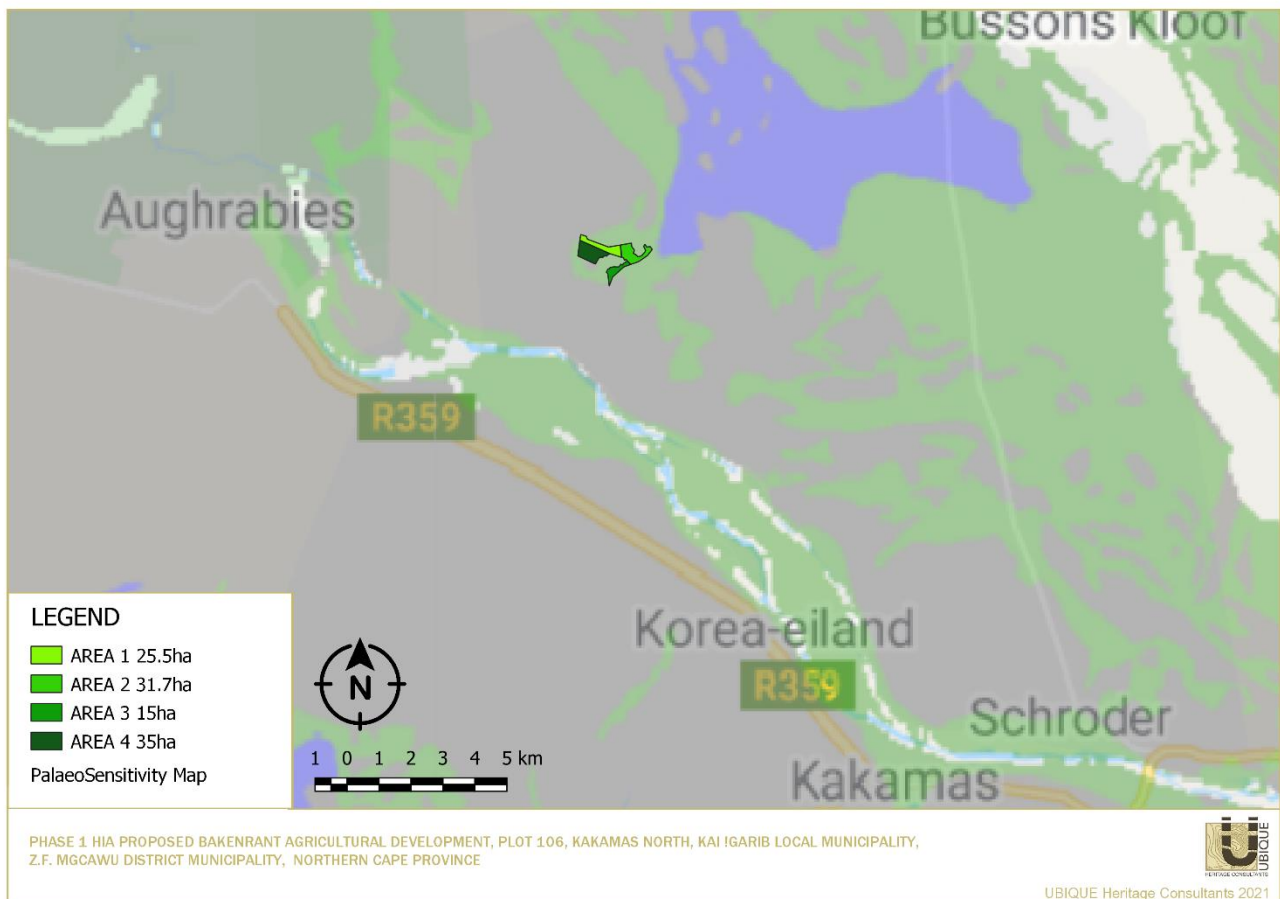 Bussons Kloof
Aughrabies
R359
Korea-eiland
R359
Schroder
Kakamas
LEGEND
AREA 1 25.5ha
AREA 2 31.7ha
AREA 3 15ha
AREA 4 35ha
PalaeoSensitivity Map
N
1 0 1 2 3 4 5 km
PHASE 1 HIA PROPOSED BAKENRANT AGRICULTURAL DEVELOPMENT, PLOT 106, KAKAMAS NORTH, KAI !GARIB LOCAL MUNICIPALITY,
Z.F. MGCAWU DISTRICT MUNICIPALITY, NORTHERN CAPE PROVINCE
Ü
UBIQUE
HERITAGE CONSULTANTS
UBIQUE Heritage Consultants 2021